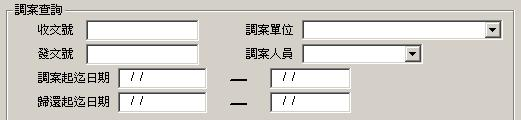 調案查詢
收文號 調案單位
發文號 調案人員
調案起迄日期 / / — / /
歸還起迄日期 / / — / /